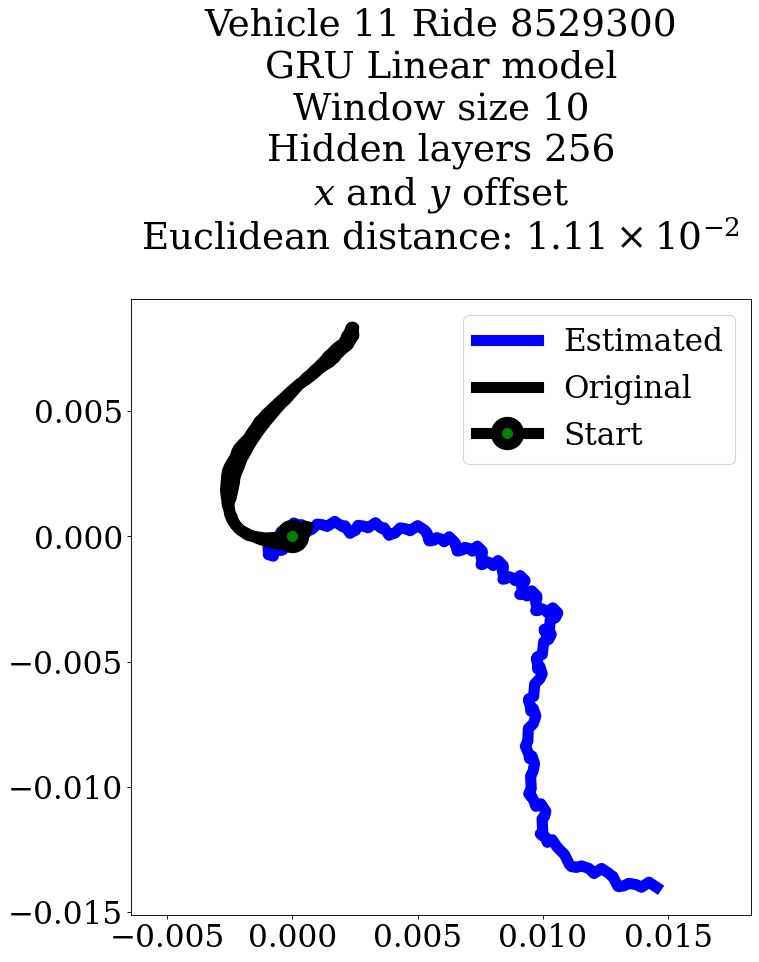 Vehicle 11 Ride 8529300
GRU Linear model
Window size 10
Hidden layers 256
x and y offset
Euclidean distance: 1.11 × 10⁻²
Estimated
Original
Start
0.005
0.000
−0.005
−0.010
−0.015
−0.005 0.000 0.005 0.010 0.015